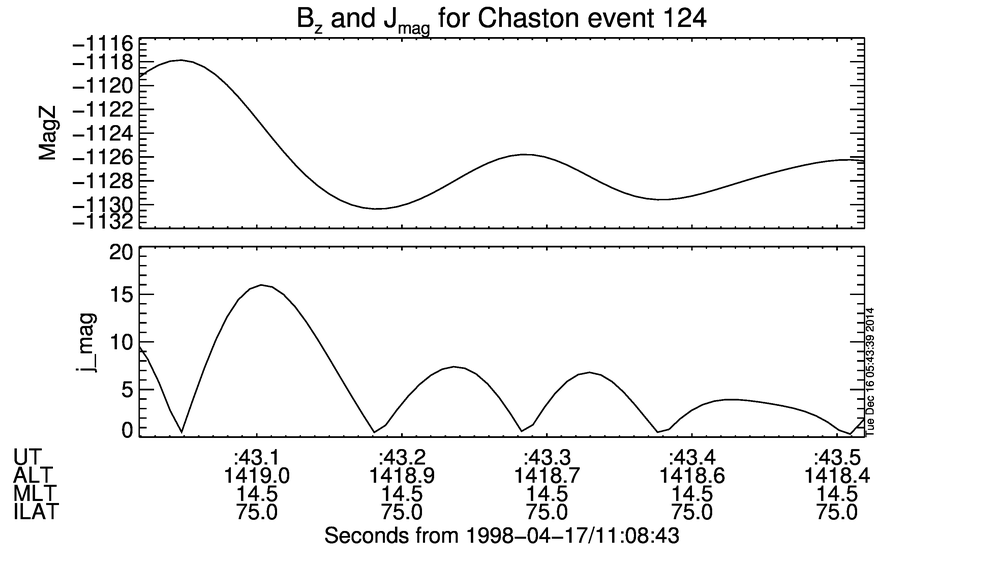 Bz and Jmag for Chaston event 124
−1116
−1118
−1120
−1122
−1124
−1126
−1128
−1130
−1132
MagZ
20
15
10
5
0
j_mag
Tue Dec 16 05:43:39 2014
UT :43.1 :43.2 :43.3 :43.4 :43.5
ALT 1419.0 1418.9 1418.7 1418.6 1418.4
MLT 14.5 14.5 14.5 14.5 14.5
ILAT 75.0 75.0 75.0 75.0 75.0
Seconds from 1998−04−17/11:08:43